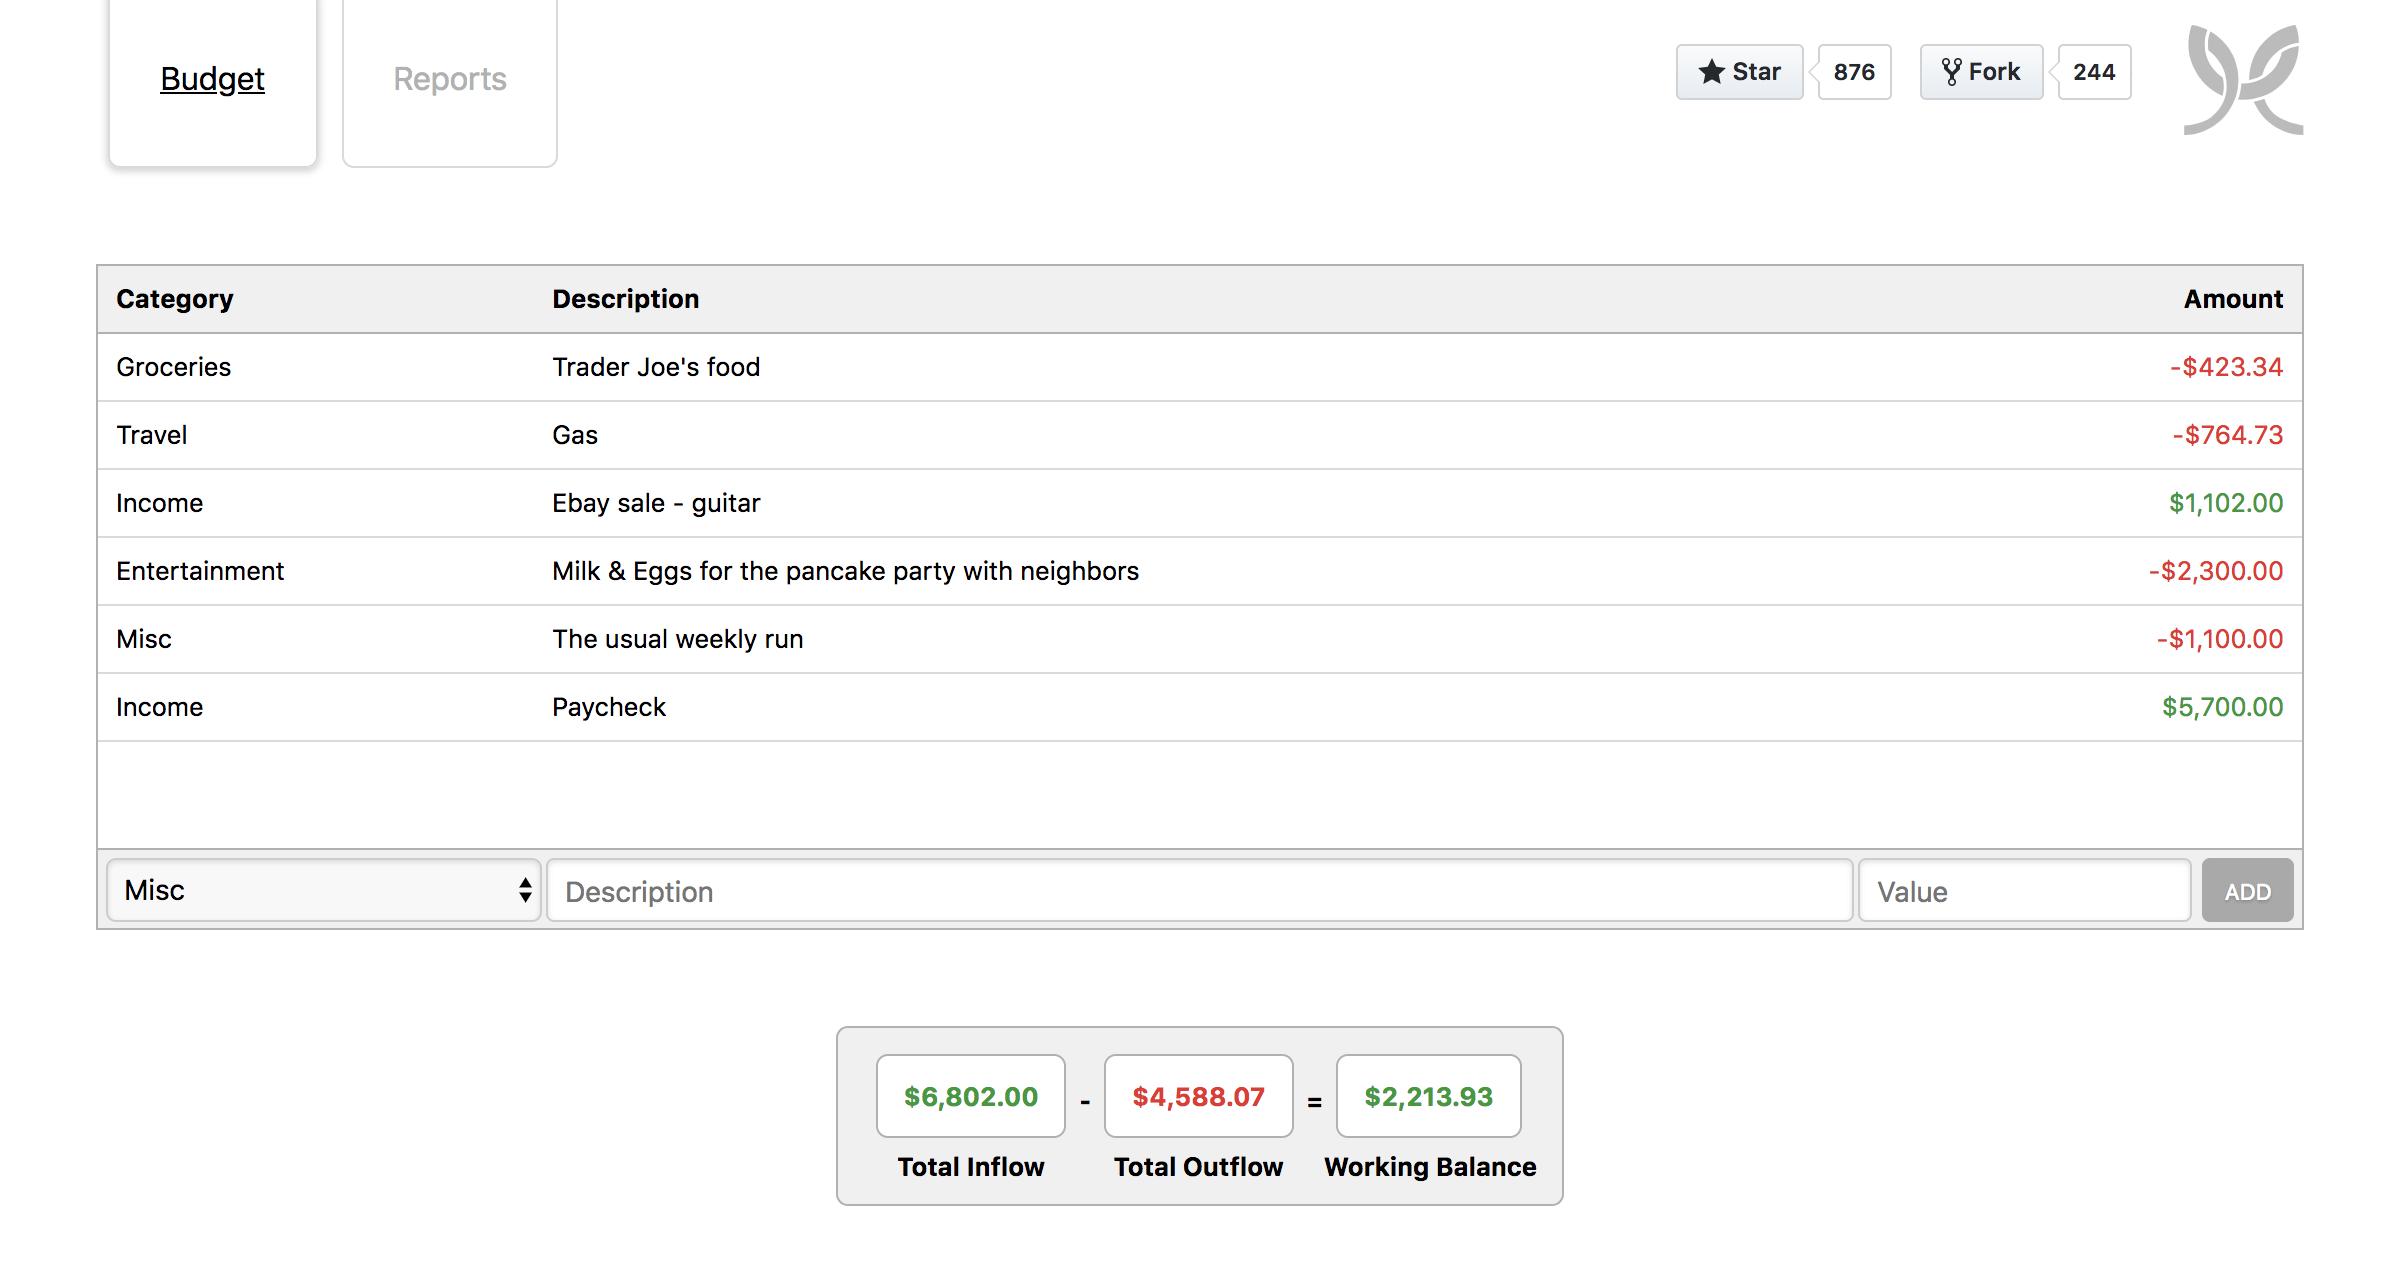 Budget Reports Star 876 Fork 244
Category Description Amount
Groceries Trader Joe's food -$423.34
Travel Gas -$764.73
Income Ebay sale - guitar $1,102.00
Entertainment Milk & Eggs for the pancake party with neighbors -$2,300.00
Misc The usual weekly run -$1,100.00
Income Paycheck $5,700.00
Misc Description Value ADD
$6,802.00 - $4,588.07 = $2,213.93
Total Inflow Total Outflow Working Balance